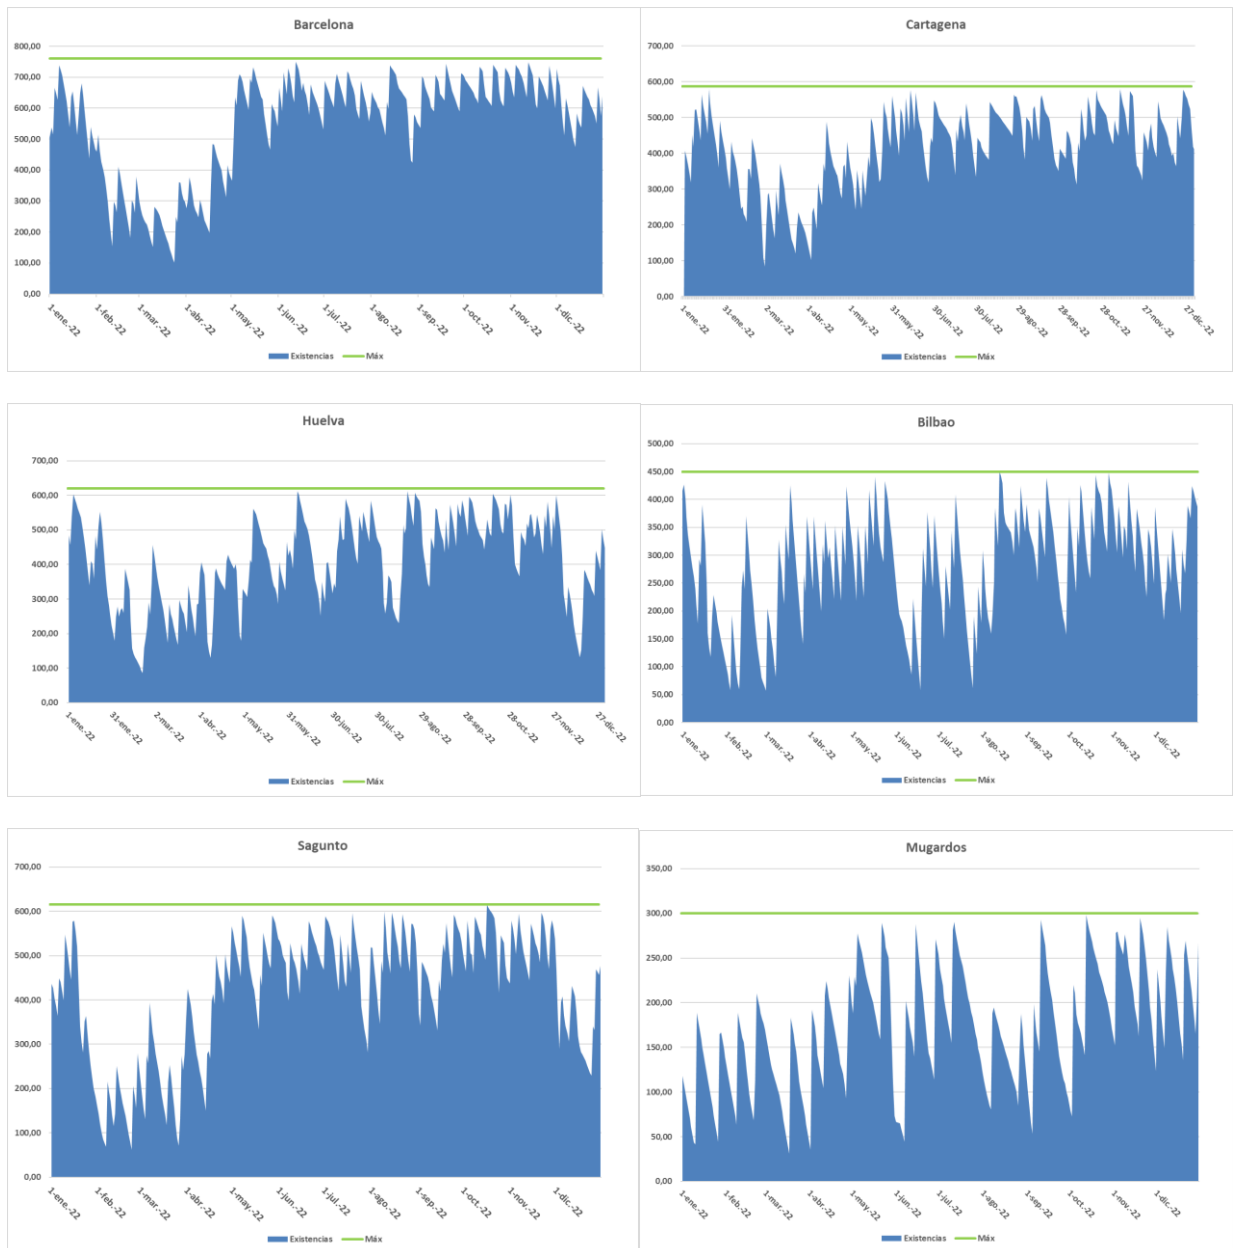 Barcelona
800,00
700,00
600,00
500,00
400,00
300,00
200,00
100,00
0,00
1-ene.-22 1-feb.-22 1-mar.-22 1-abr.-22 1-may.-22 1-jun.-22 1-jul.-22 1-ago.-22 1-sep.-22 1-oct.-22 1-nov.-22 1-dic.-22
Existencias Máx
Cartagena
700,00
600,00
500,00
400,00
300,00
200,00
100,00
0,00
1-ene.-22 31-ene.-22 2-mar.-22 1-abr.-22 1-may.-22 31-may.-22 30-jun.-22 30-jul.-22 29-ago.-22 28-sep.-22 28-oct.-22 27-nov.-22 27-dic.-22
Existencias Máx
Huelva
700,00
600,00
500,00
400,00
300,00
200,00
100,00
0,00
1-ene.-22 31-ene.-22 2-mar.-22 1-abr.-22 1-may.-22 31-may.-22 30-jun.-22 30-jul.-22 29-ago.-22 28-sep.-22 28-oct.-22 27-nov.-22 27-dic.-22
Existencias Máx
Bilbao
500,00
450,00
400,00
350,00
300,00
250,00
200,00
150,00
100,00
50,00
0,00
1-ene.-22 1-feb.-22 1-mar.-22 1-abr.-22 1-may.-22 1-jun.-22 1-jul.-22 1-ago.-22 1-sep.-22 1-oct.-22 1-nov.-22 1-dic.-22
Existencias Máx
Sagunto
700,00
600,00
500,00
400,00
300,00
200,00
100,00
0,00
1-ene.-22 1-feb.-22 1-mar.-22 1-abr.-22 1-may.-22 1-jun.-22 1-jul.-22 1-ago.-22 1-sep.-22 1-oct.-22 1-nov.-22 1-dic.-22
Existencias Máx
Mugardos
350,00
300,00
250,00
200,00
150,00
100,00
50,00
0,00
1-ene.-22 1-feb.-22 1-mar.-22 1-abr.-22 1-may.-22 1-jun.-22 1-jul.-22 1-ago.-22 1-sep.-22 1-oct.-22 1-nov.-22 1-dic.-22
Existencias Máx